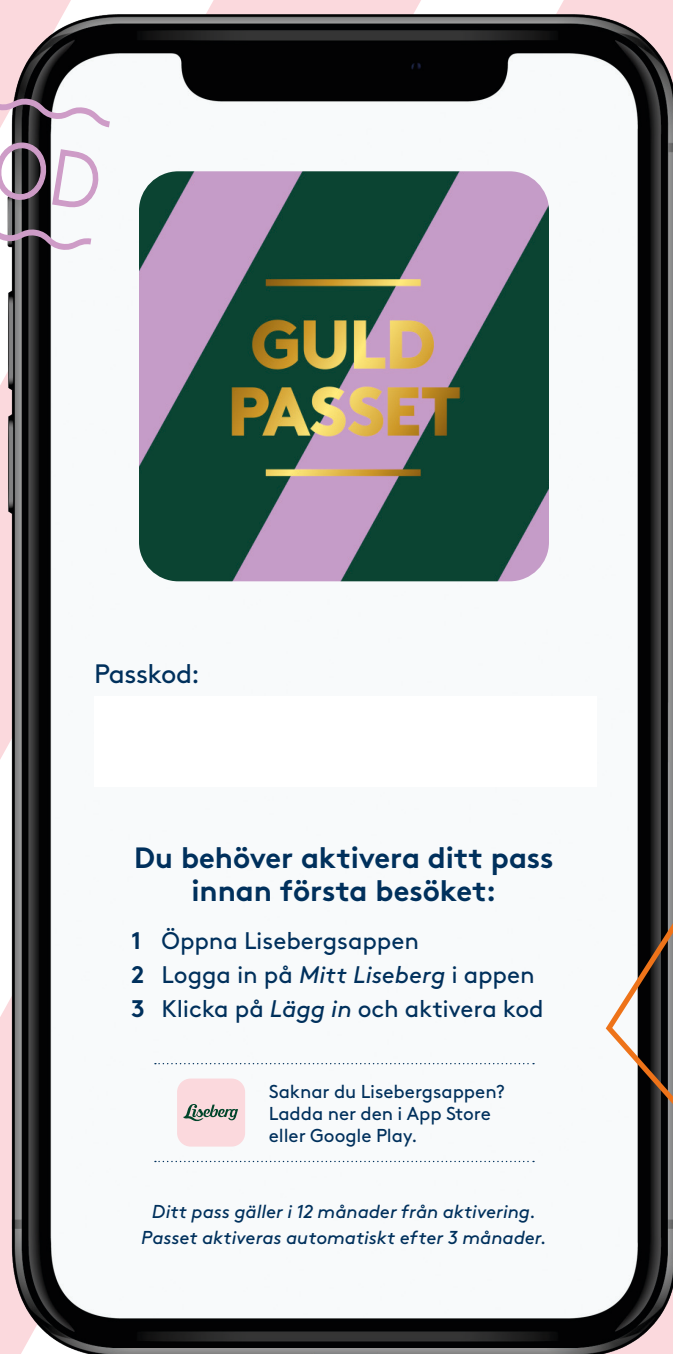 OD
GULD
PASSET
Passkod:
Du behöver aktivera ditt pass
innan första besöket:
1 Öppna Lisebergsappen
2 Logga in på Mitt Liseberg i appen
3 Klicka på Lägg in och aktivera kod
Liseberg
Saknar du Lisebergsappen?
Ladda ner den i App Store
eller Google Play.
Ditt pass gäller i 12 månader från aktivering.
Passet aktiveras automatiskt efter 3 månader.